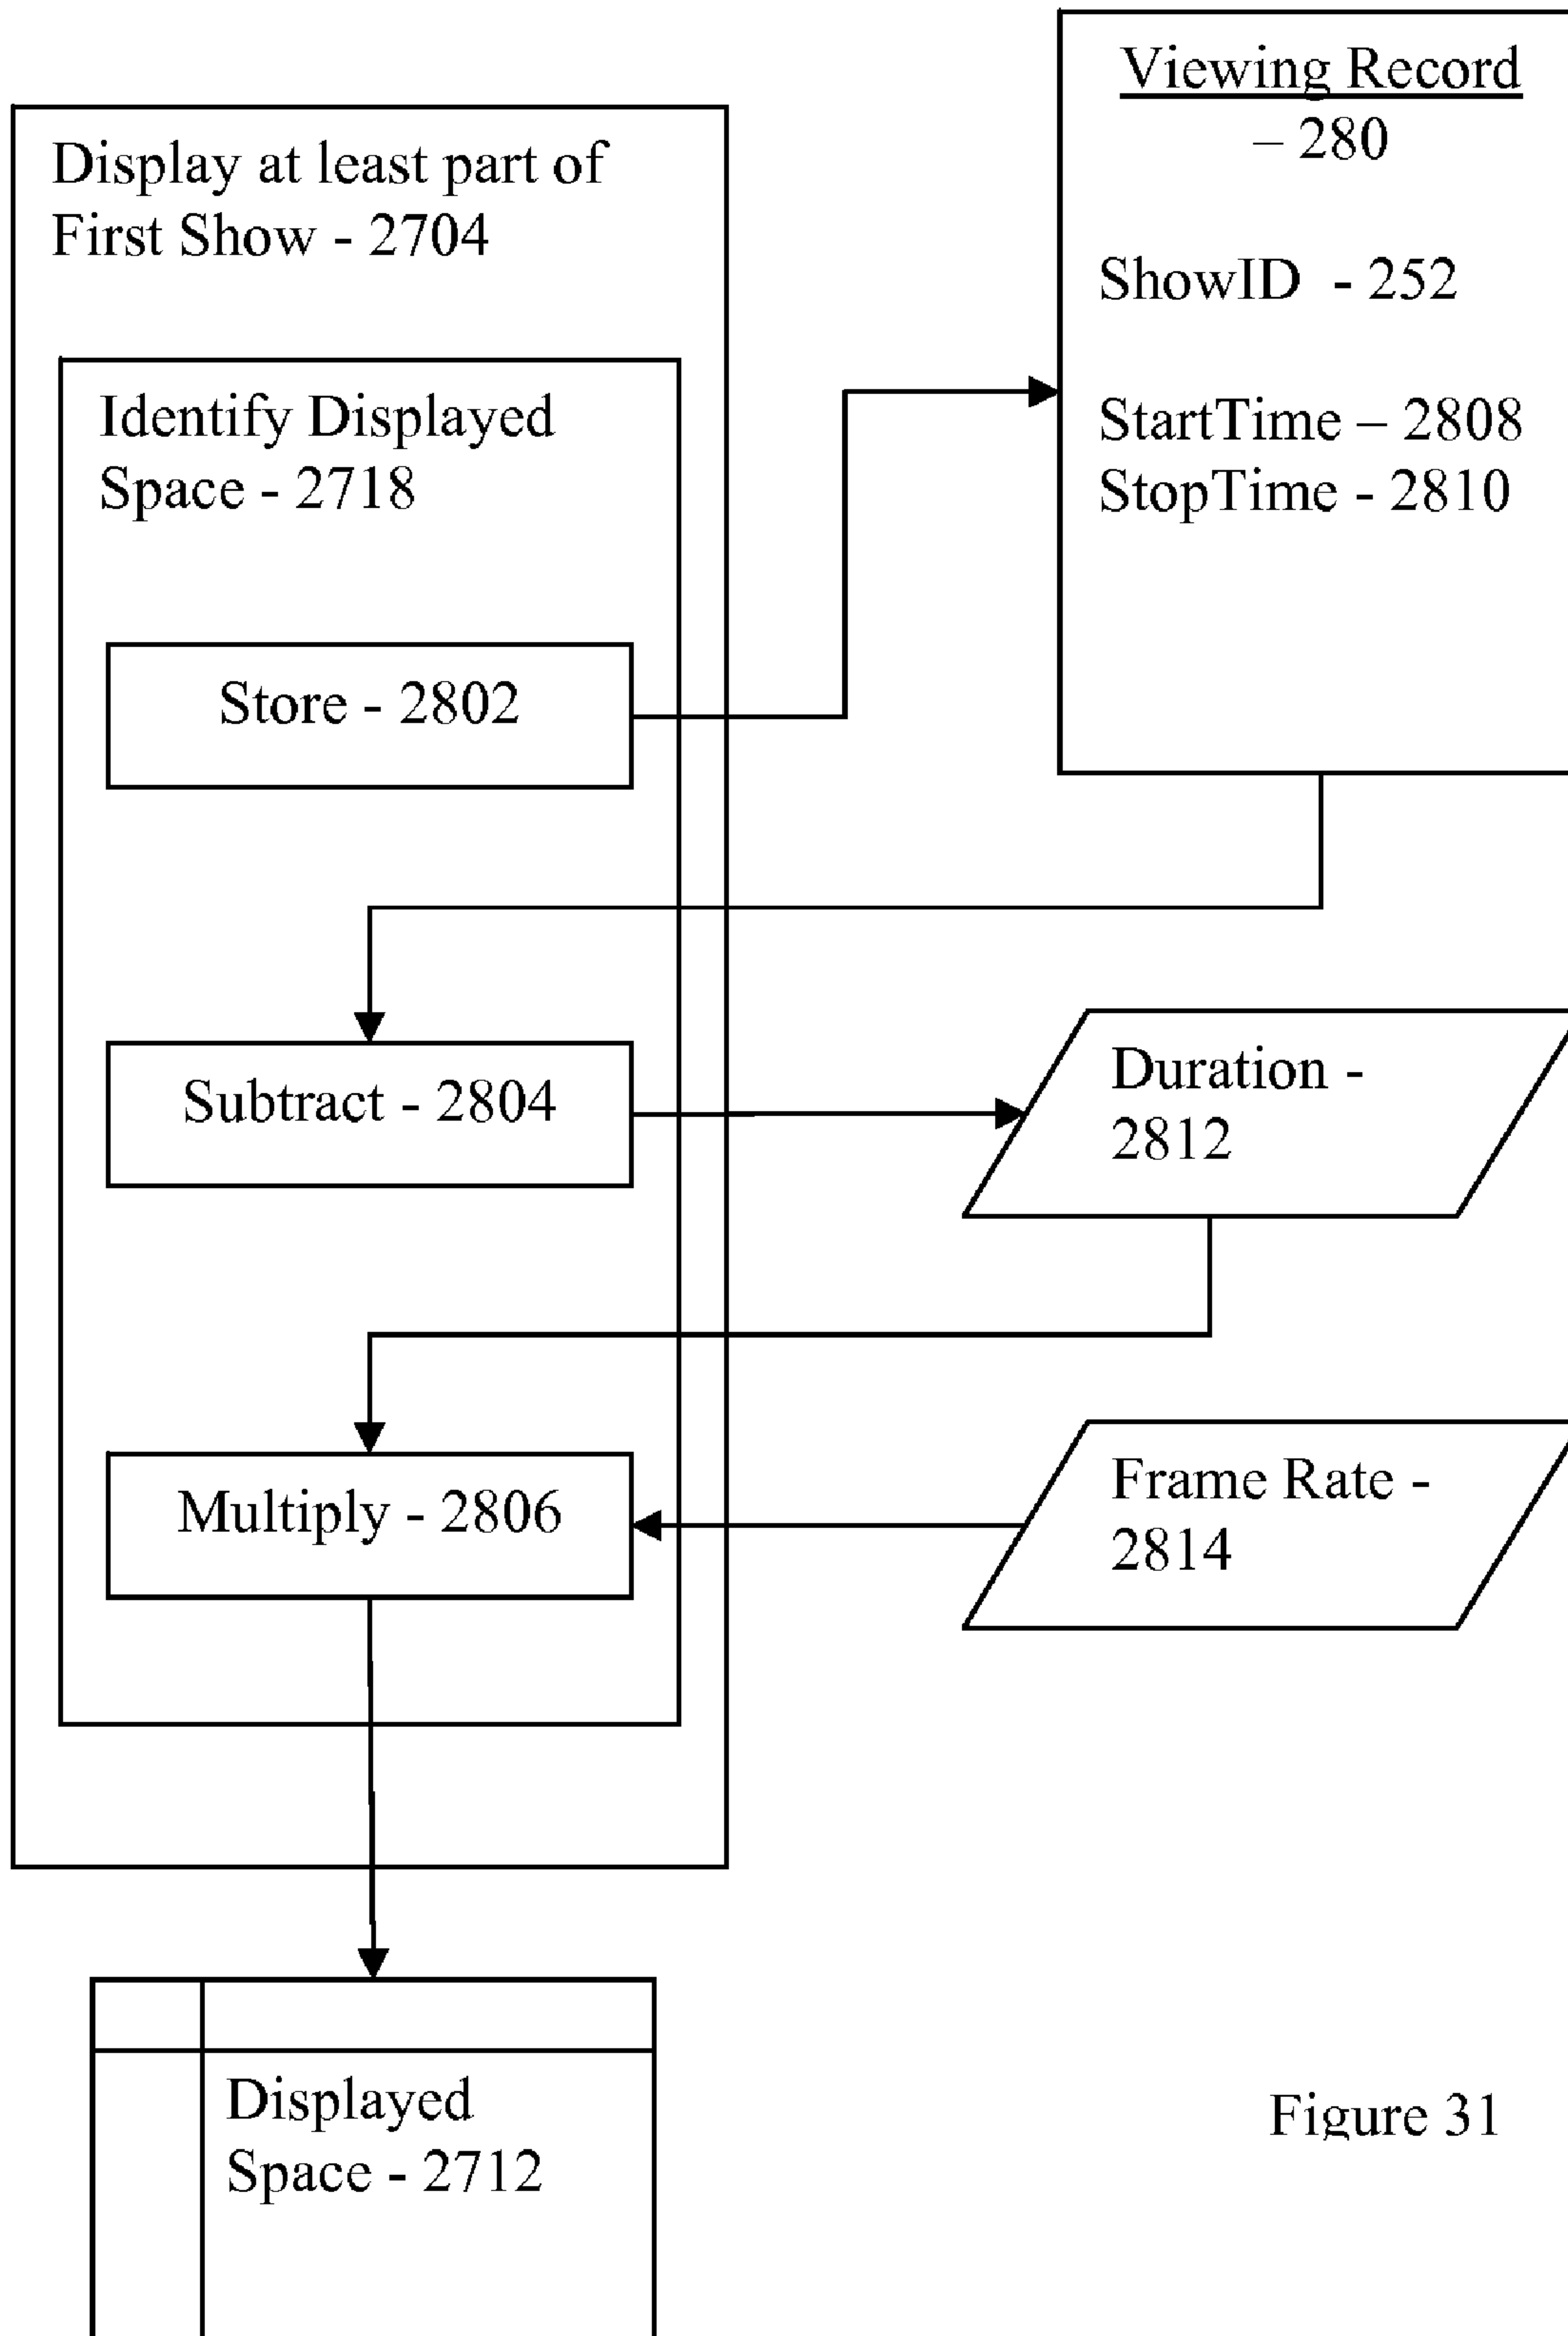 Viewing Record
– 280
ShowID - 252
StartTime – 2808
StopTime - 2810
Display at least part of
First Show - 2704
Identify Displayed
Space - 2718
Store - 2802
Subtract - 2804
Duration -
2812
Multiply - 2806
Frame Rate -
2814
Displayed
Space - 2712
Figure 31